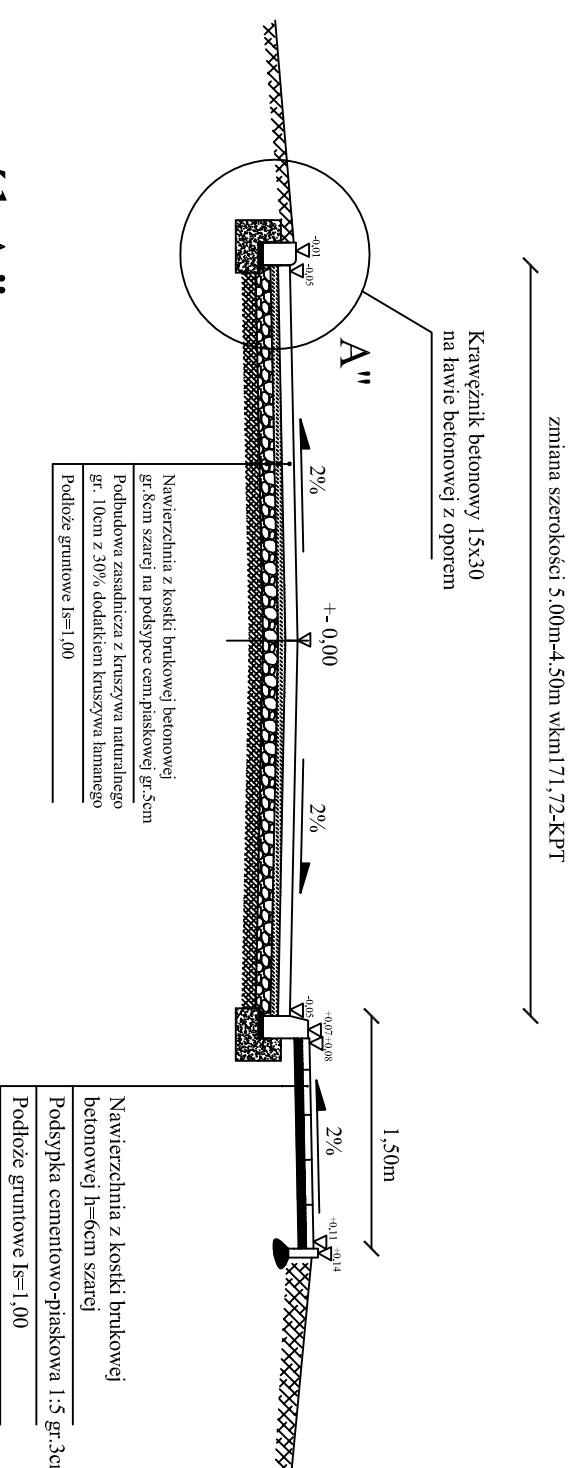 zmiana szerokości 5.00m-4.50m wkm171,72-KPT
Krawężnik betonowy 15x30
na ławie betonowej z oporem
1,50m
A"
-0,01
-0,05
2%
+- 0,00
2%
-0,05
+0,07
+0,08
2%
+0,11
+0,14
Nawierzchnia z kostki brukowej betonowej
gr.8cm szarej na podsypce cem.piaskowej gr.5cm
Podbudowa zasadnicza z kruszywa naturalnego
gr. 10cm z 30% dodatkiem kruszywa łamanego
Podłoże gruntowe Is=1,00
Nawierzchnia z kostki brukowej
betonowej h=6cm szarej
Podsypka cementowo-piaskowa 1:5 gr.3cm
Podłoże gruntowe Is=1,00